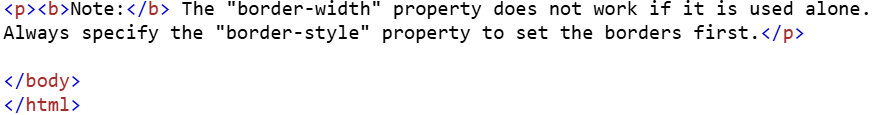 <p><b>Note:</b> The "border-width" property does not work if it is used alone.
Always specify the "border-style" property to set the borders first.</p>
</body>
</html>